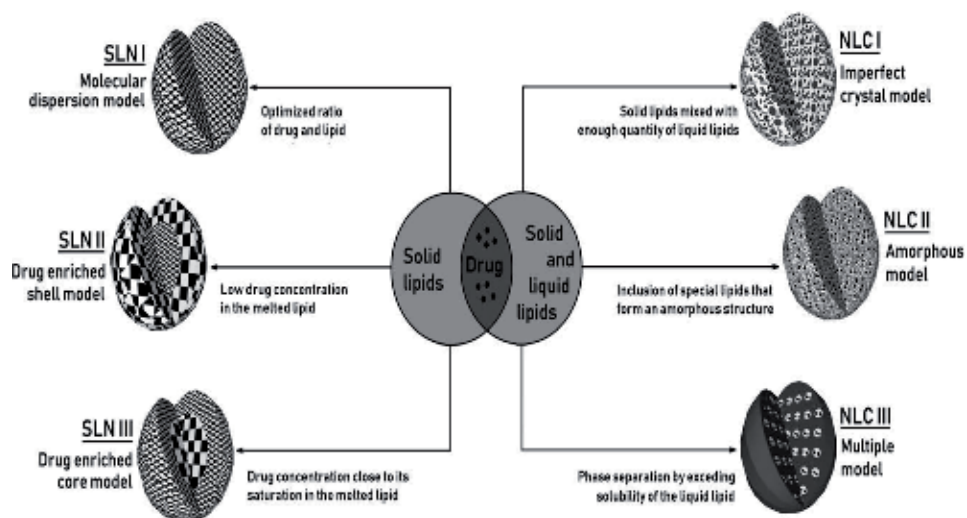 SLN I
Molecular
dispersion model
Optimized ratio
of drug and lipid
SLN II
Drug enriched
shell model
Low drug concentration
in the melted lipid
SLN III
Drug enriched
core model
Drug concentration close to its
saturation in the melted lipid
Solid
lipids
Drug
Solid
and
liquid
lipids
NLC I
Imperfect
crystal model
Solid lipids mixed with
enough quantity of liquid lipids
NLC II
Amorphous
model
Inclusion of special lipids that
form an amorphous structure
NLC III
Multiple
model
Phase separation by exceding
solubility of the liquid lipid